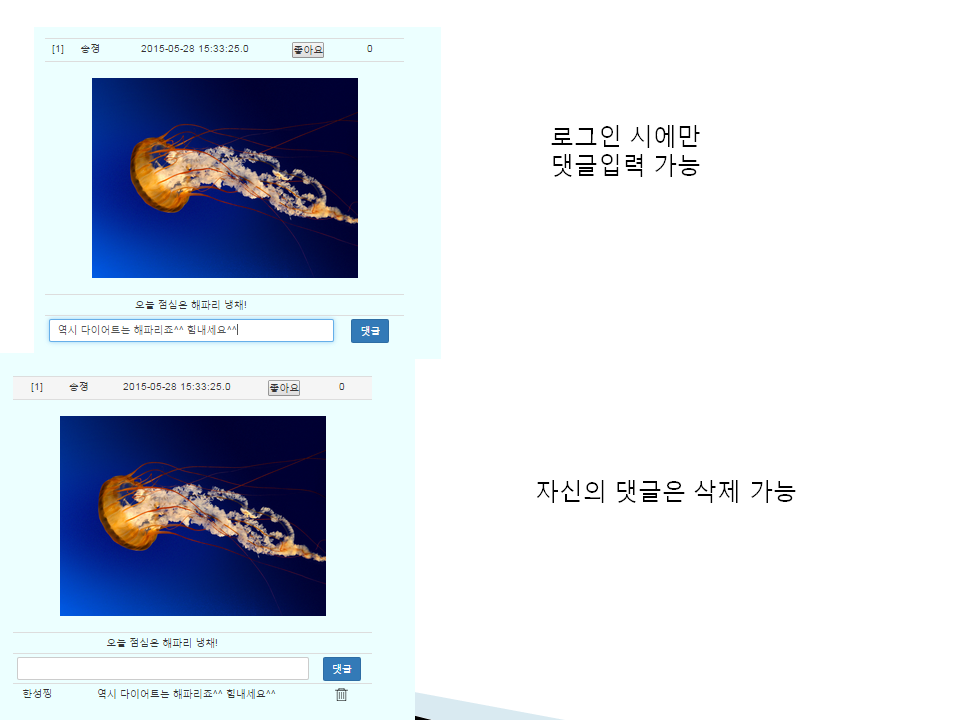 [1] 송졍 2015-05-28 15:33:25.0 좋아요 0
오늘 점심은 해파리 냉채!
역시 다이어트는 해파리죠^^ 힘내세요^^
댓글
로그인 시에만
댓글입력 가능
[1] 송졍 2015-05-28 15:33:25.0 좋아요 0
오늘 점심은 해파리 냉채!
댓글
한성찡 역시 다이어트는 해파리죠^^ 힘내세요^^
자신의 댓글은 삭제 가능